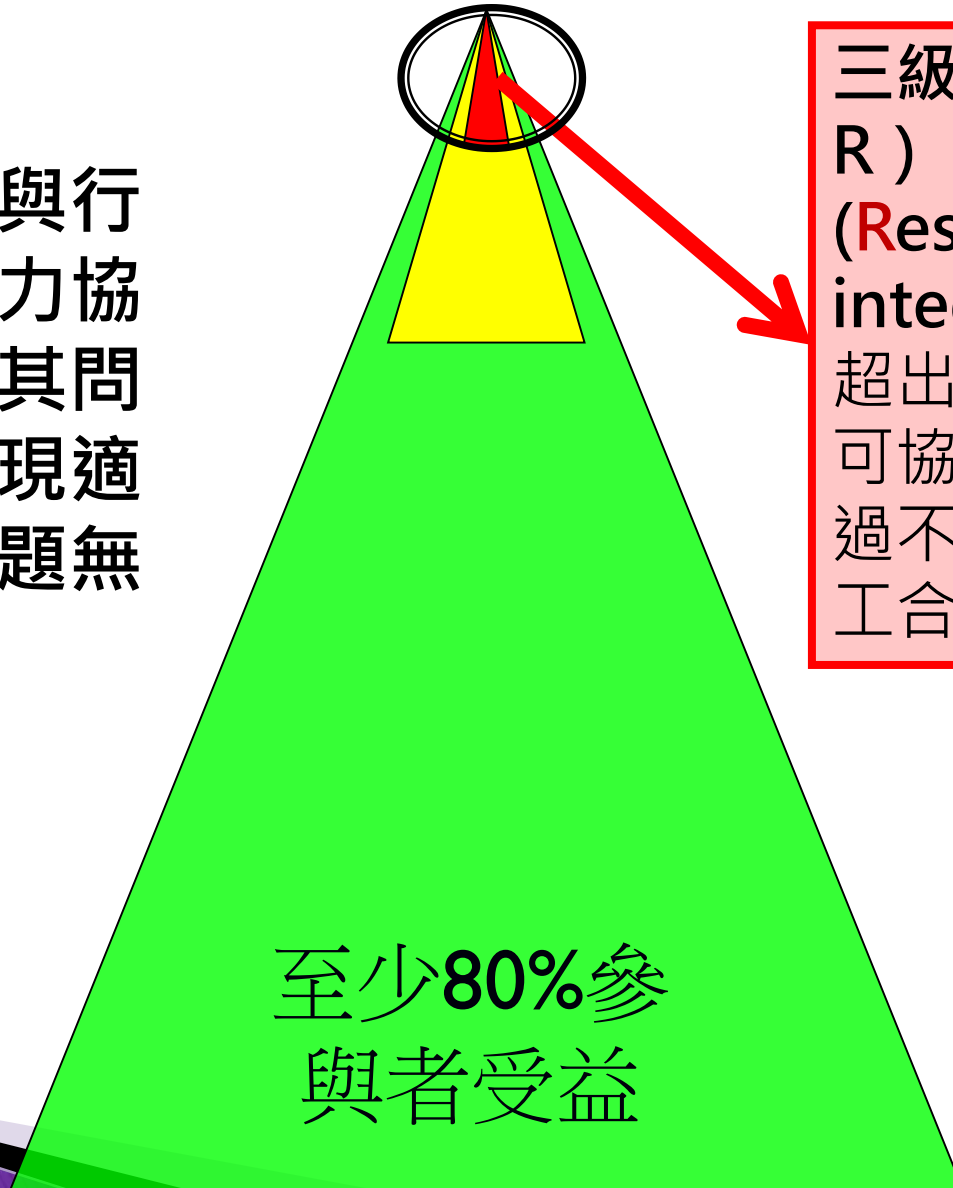 與行
力協
其問
現適
題無
三級
R）
(Res
inte
超出
可協
過不
工合
至少80%參
與者受益